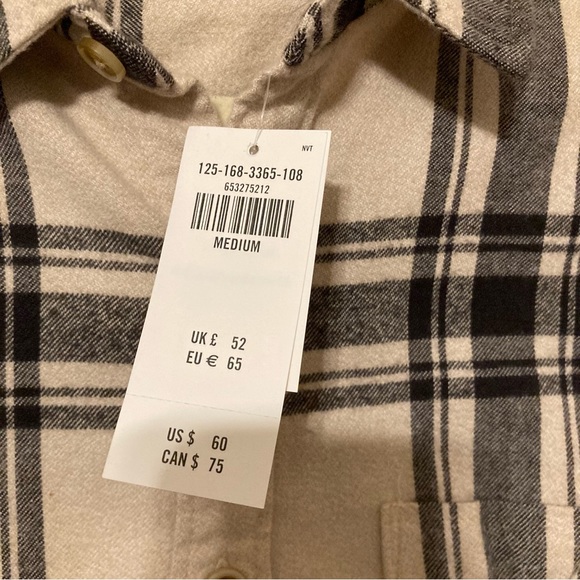 NVT
125-168-3365-108
653275212
MEDIUM
UK £ 52
EU € 65
US $ 60
CAN $ 75